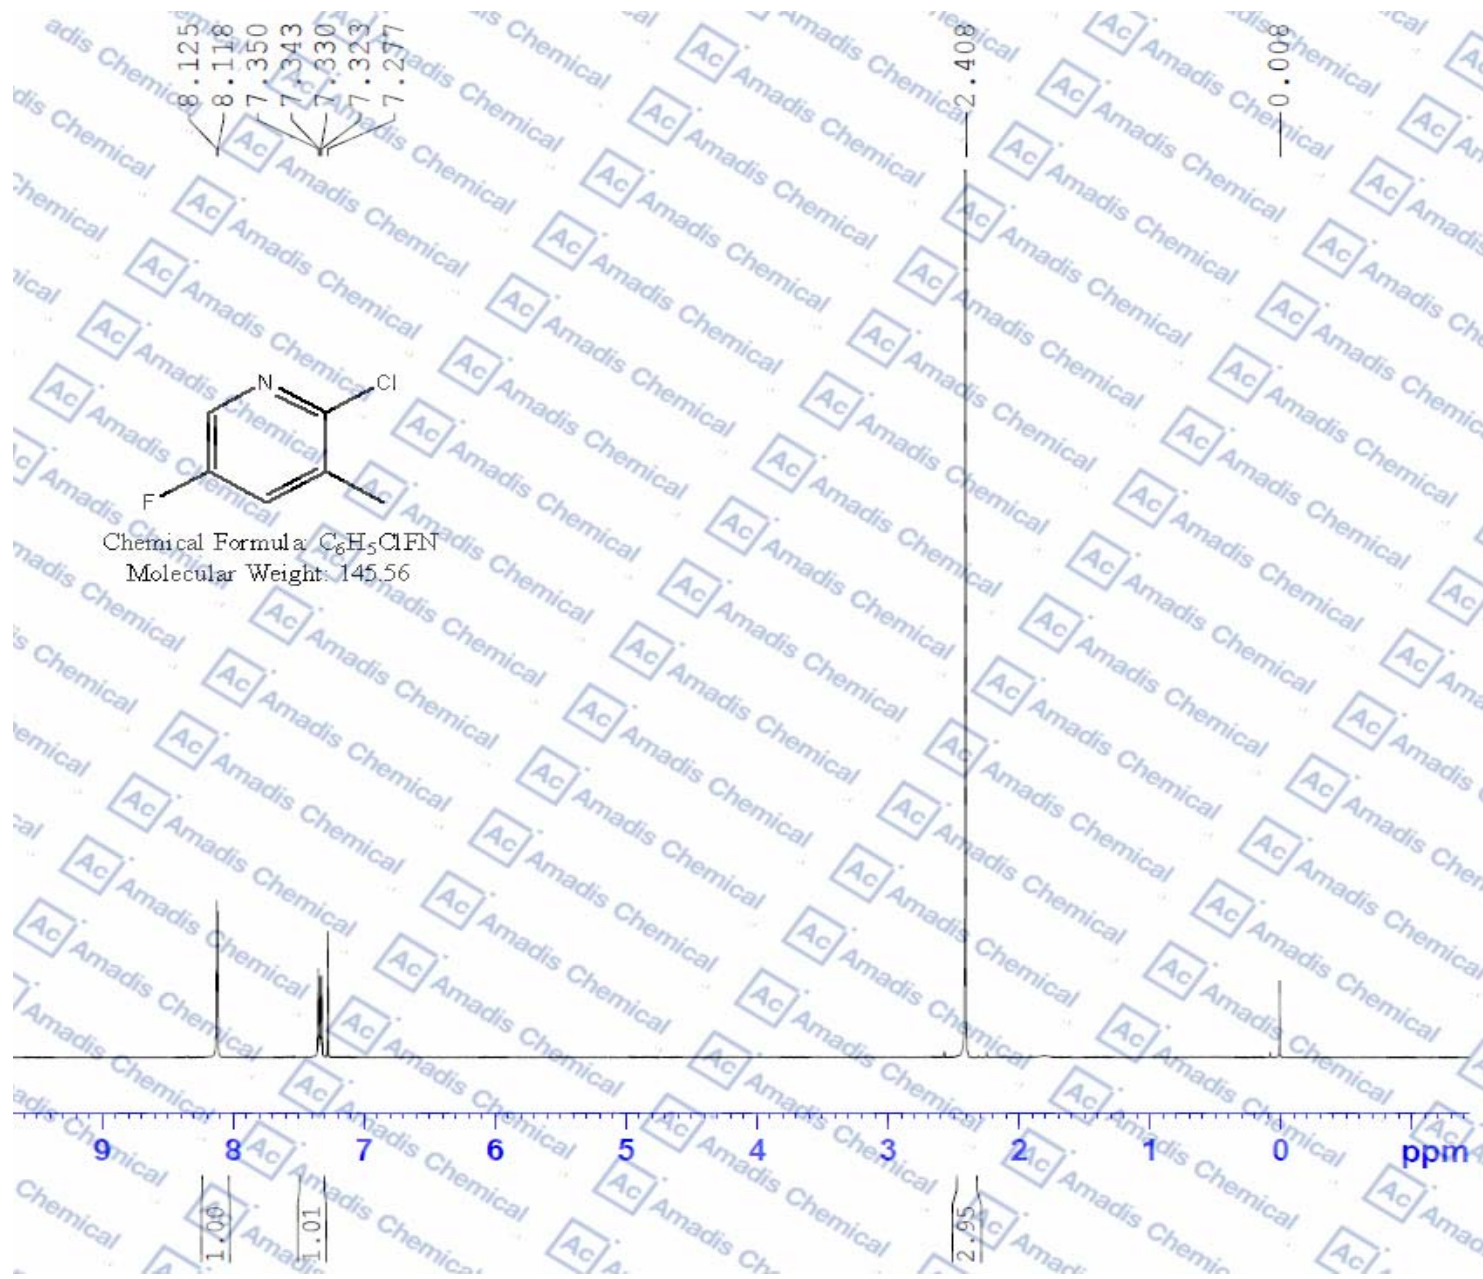 8.125
8.118
7.350
7.343
7.330
7.323
7.277
2.408
0.008
N
Cl
F
Chemical Formula: C₆H₅ClFN
Molecular Weight: 145.56
Ac Amadis Chemical
9 8 7 6 5 4 3 2 1 0 ppm
1.00
1.01
2.95